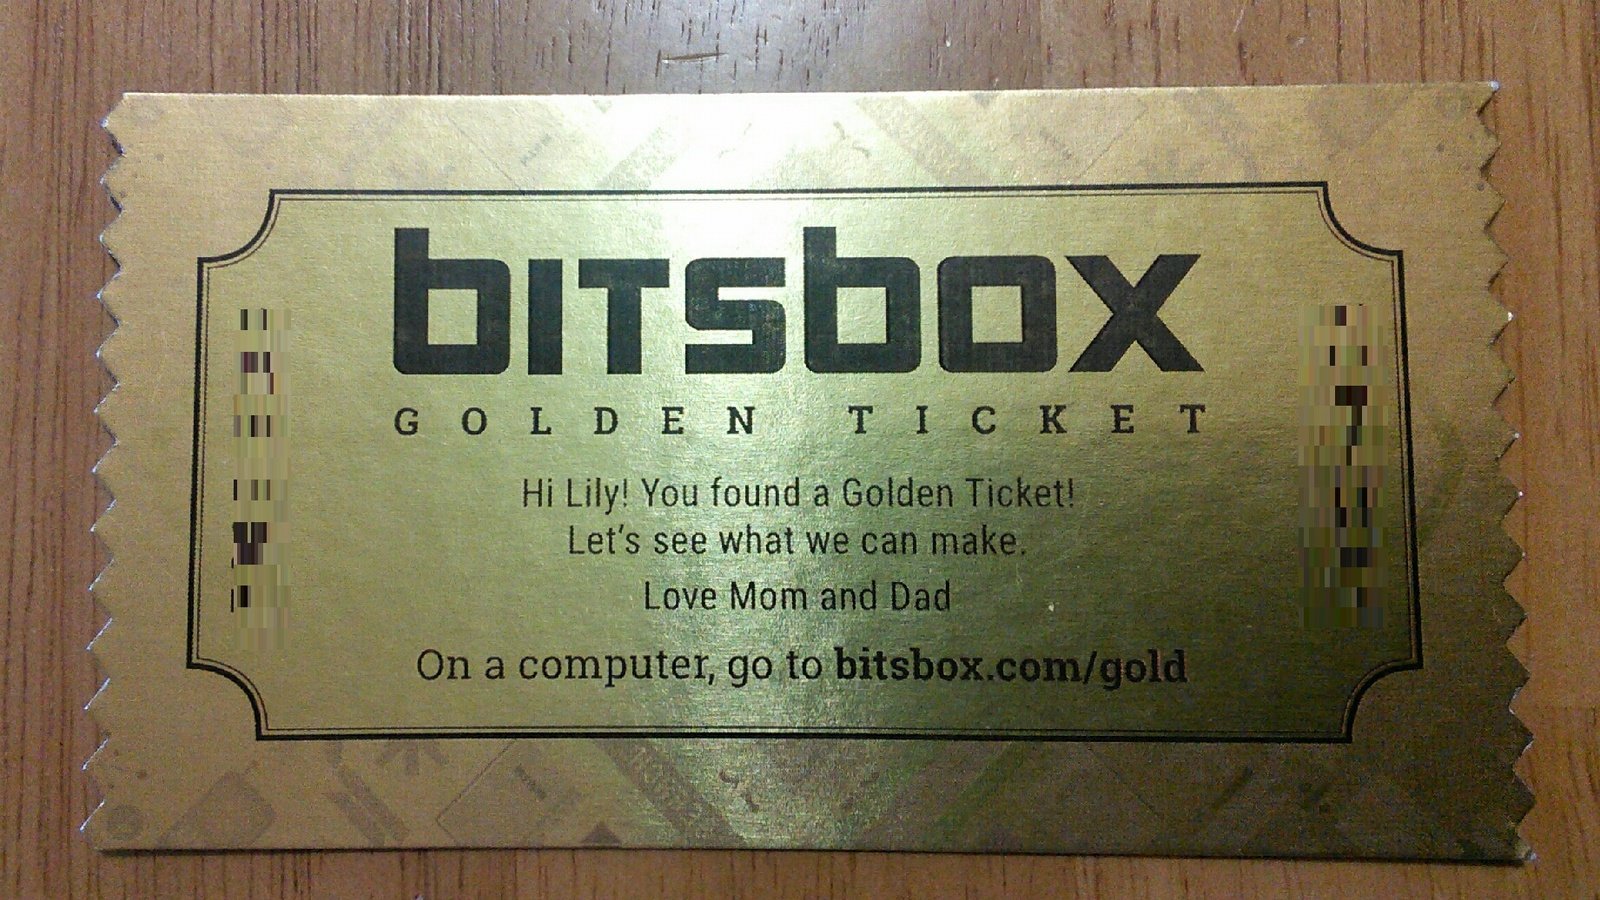 bitsbox
GOLDEN TICKET
Hi Lily! You found a Golden Ticket!
Let's see what we can make.
Love Mom and Dad
On a computer, go to bitsbox.com/gold